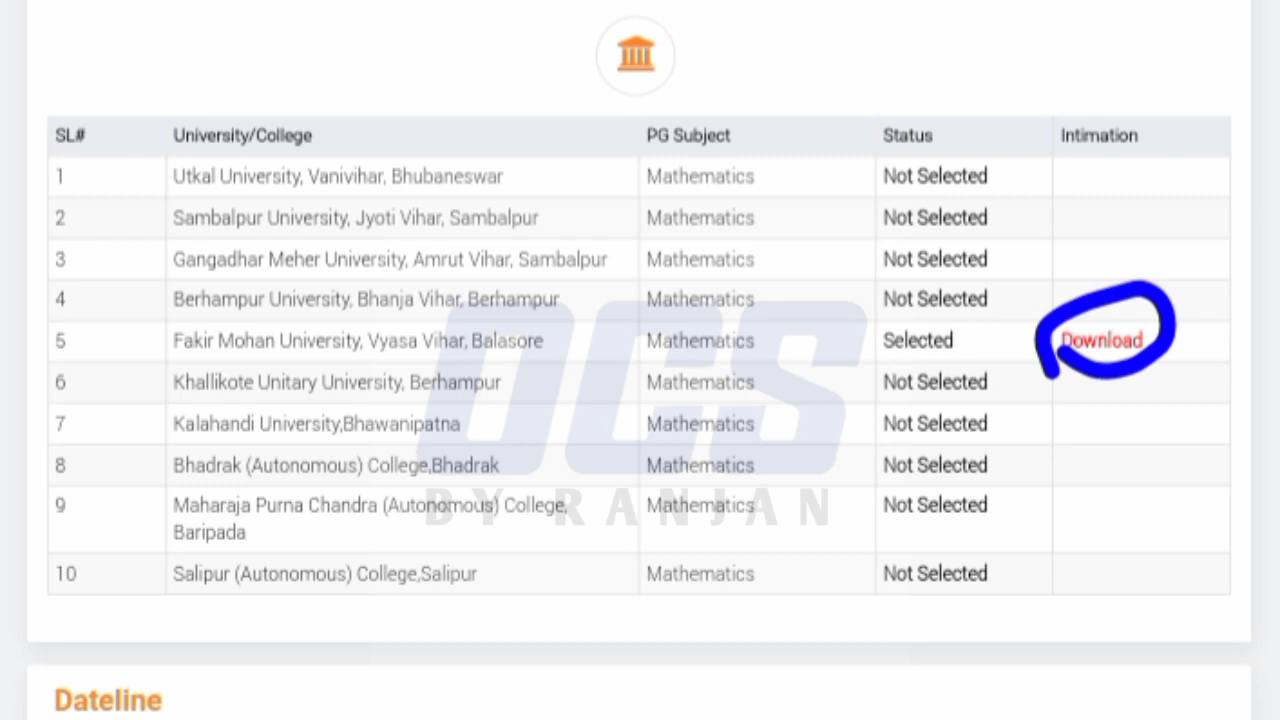 SL# University/College PG Subject Status Intimation
1 Utkal University, Vanivihar, Bhubaneswar Mathematics Not Selected
2 Sambalpur University, Jyoti Vihar, Sambalpur Mathematics Not Selected
3 Gangadhar Meher University, Amrut Vihar, Sambalpur Mathematics Not Selected
4 Berhampur University, Bhanja Vihar, Berhampur Mathematics Not Selected
5 Fakir Mohan University, Vyasa Vihar, Balasore Mathematics Selected Download
6 Khallikote Unitary University, Berhampur Mathematics Not Selected
7 Kalahandi University,Bhawanipatna Mathematics Not Selected
8 Bhadrak (Autonomous) College,Bhadrak Mathematics Not Selected
9 Maharaja Purna Chandra (Autonomous) College, Mathematics Not Selected
Baripada
10 Salipur (Autonomous) College,Salipur Mathematics Not Selected
DCS
BY RANJAN
Dateline